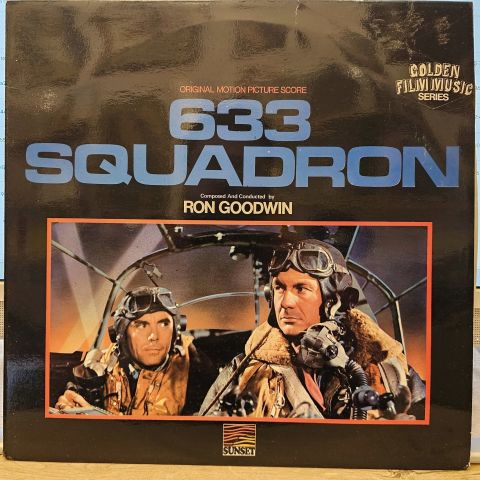 ORIGINAL MOTION PICTURE SCORE
GOLDEN
FILM MUSIC
SERIES
633
SQUADRON
Composed And Conducted by
RON GOODWIN
SUNSET